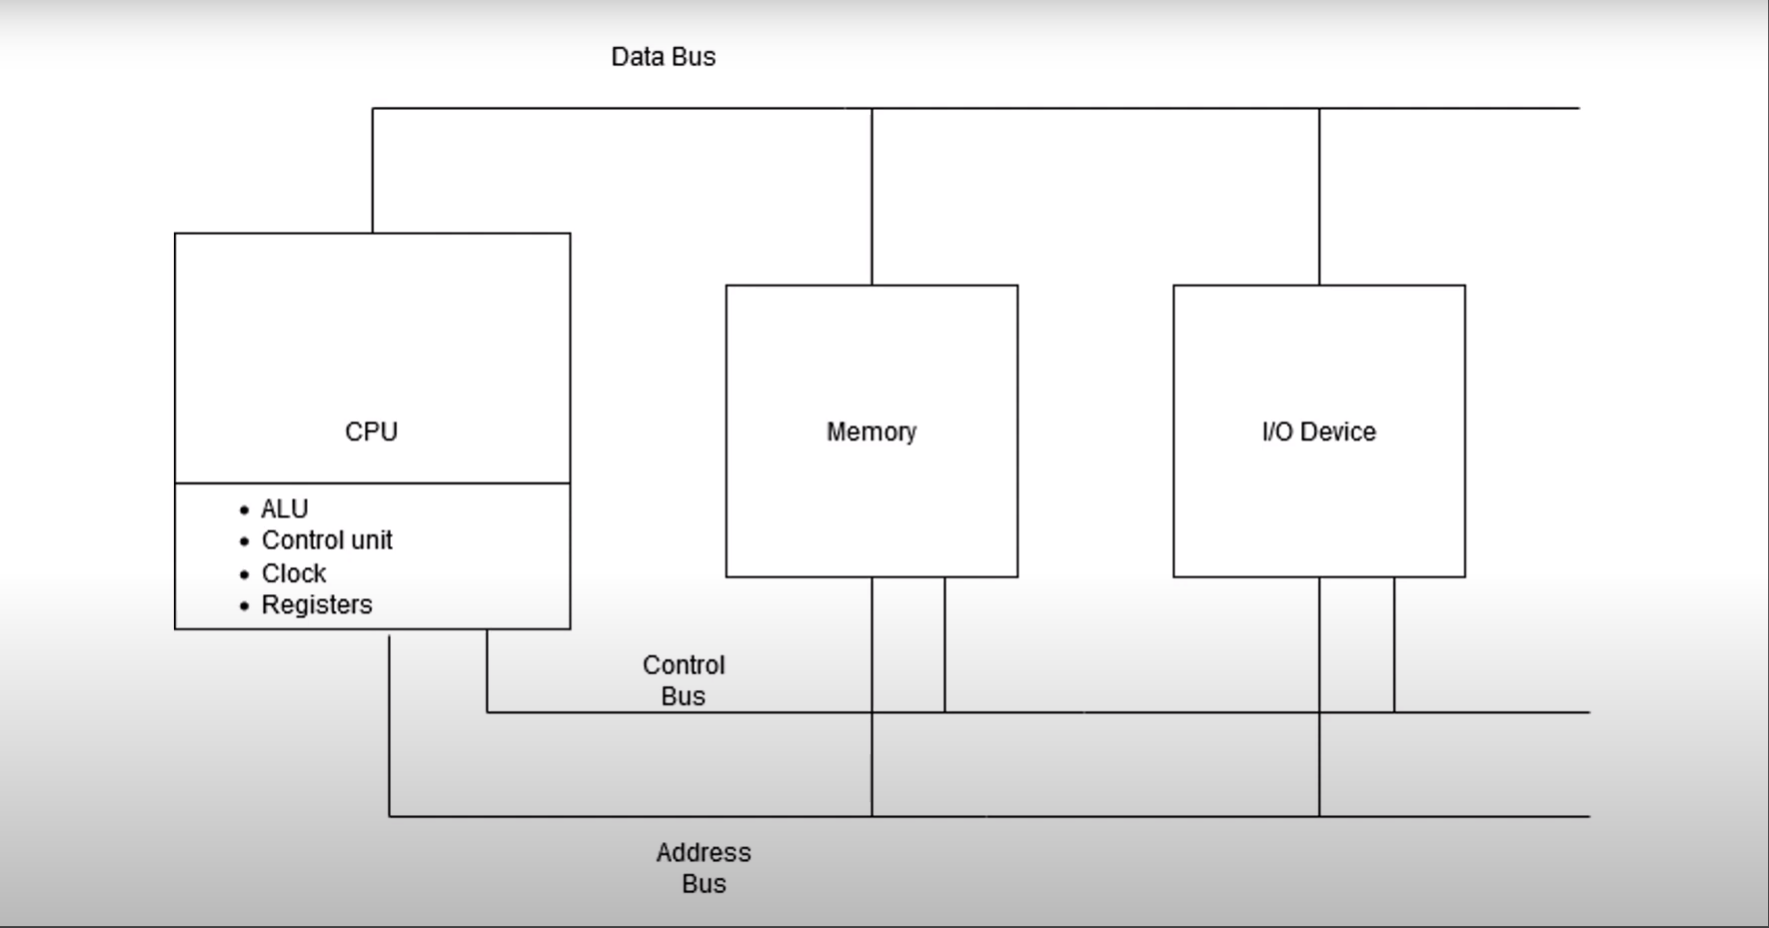 Data Bus
CPU
Memory
I/O Device
• ALU
• Control unit
• Clock
• Registers
Control
Bus
Address
Bus